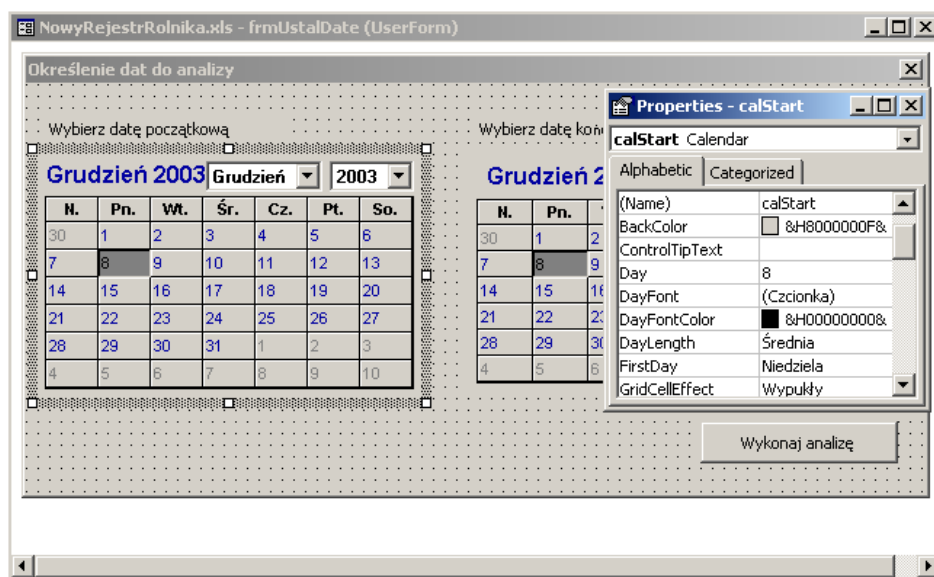 NowyRejestrRolnika.xls - frmUstalDate (UserForm)
Określenie dat do analizy
Wybierz datę początkową
Grudzień 2003 Grudzień 2003
N. Pn. Wt. Śr. Cz. Pt. So.
30 1 2 3 4 5 6
7 8 9 10 11 12 13
14 15 16 17 18 19 20
21 22 23 24 25 26 27
28 29 30 31 1 2 3
4 5 6 7 8 9 10
Wybierz datę
Grudzień 2
N. Pn.
30 1 2
7 8 9
14 15
21 22
28 29
4 5 6
Properties - calStart
calStart Calendar
Alphabetic Categorized
(Name) calStart
BackColor &H8000000F&
ControlTipText
Day 8
DayFont (Czcionka)
DayFontColor &H00000000&
DayLength Średnia
FirstDay Niedziela
GridCellEffect Wypukły
Wykonaj analizę